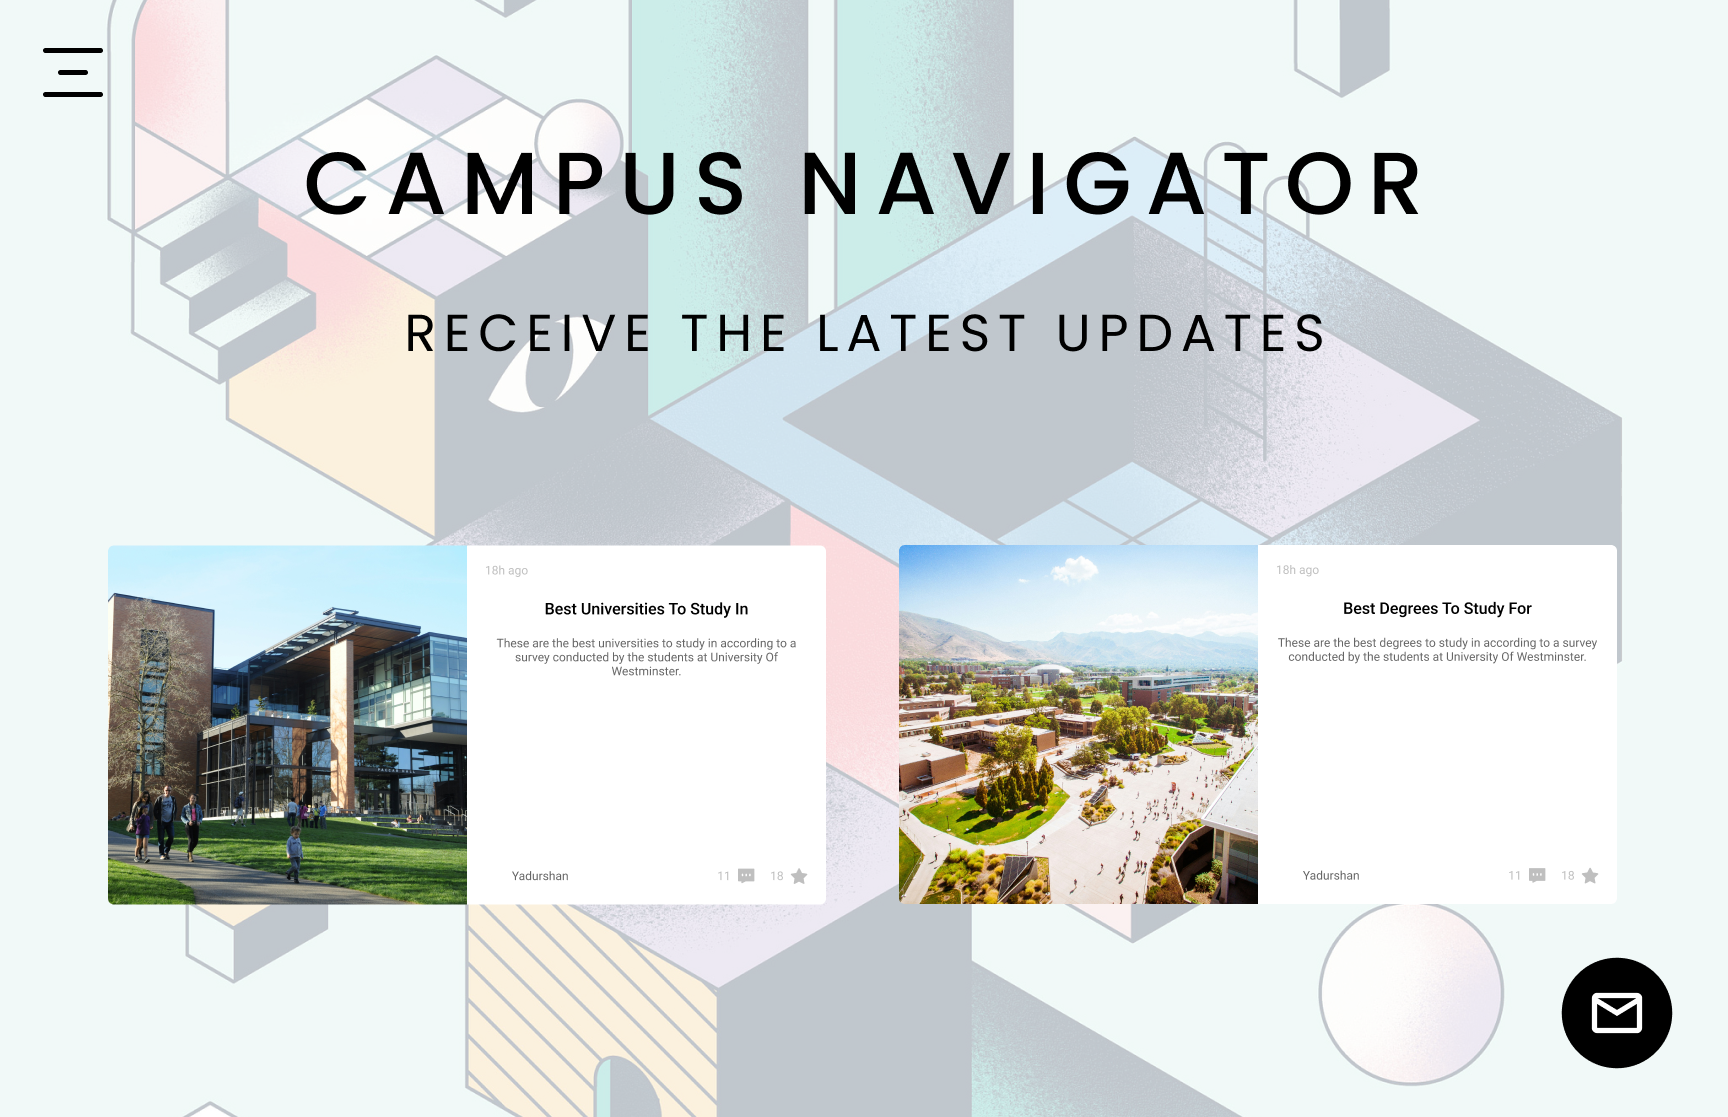 CAMPUS NAVIGATOR
RECEIVE THE LATEST UPDATES
18h ago
Best Universities To Study In
These are the best universities to study in according to a
survey conducted by the students at University Of
Westminster.
Yadurshan
11
18
18h ago
Best Degrees To Study For
These are the best degrees to study in according to a survey
conducted by the students at University Of Westminster.
Yadurshan
11
18